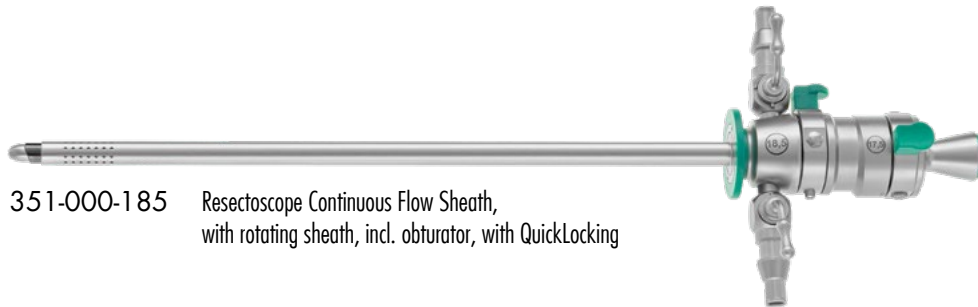 18,5
17,5
351-000-185 Resectoscope Continuous Flow Sheath,
with rotating sheath, incl. obturator, with QuickLocking